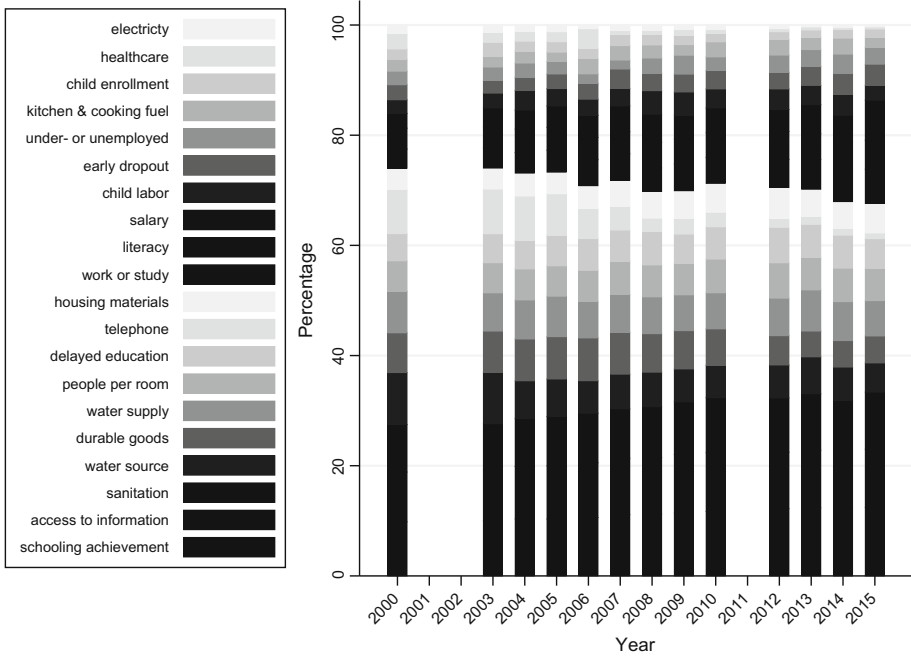 electricty
healthcare
child enrollment
kitchen & cooking fuel
under- or unemployed
early dropout
child labor
salary
literacy
work or study
housing materials
telephone
delayed education
people per room
water supply
durable goods
water source
sanitation
access to information
schooling achievement
Percentage
100
80
60
40
20
0
2000 2001 2002 2003 2004 2005 2006 2007 2008 2009 2010 2011 2012 2013 2014 2015
Year